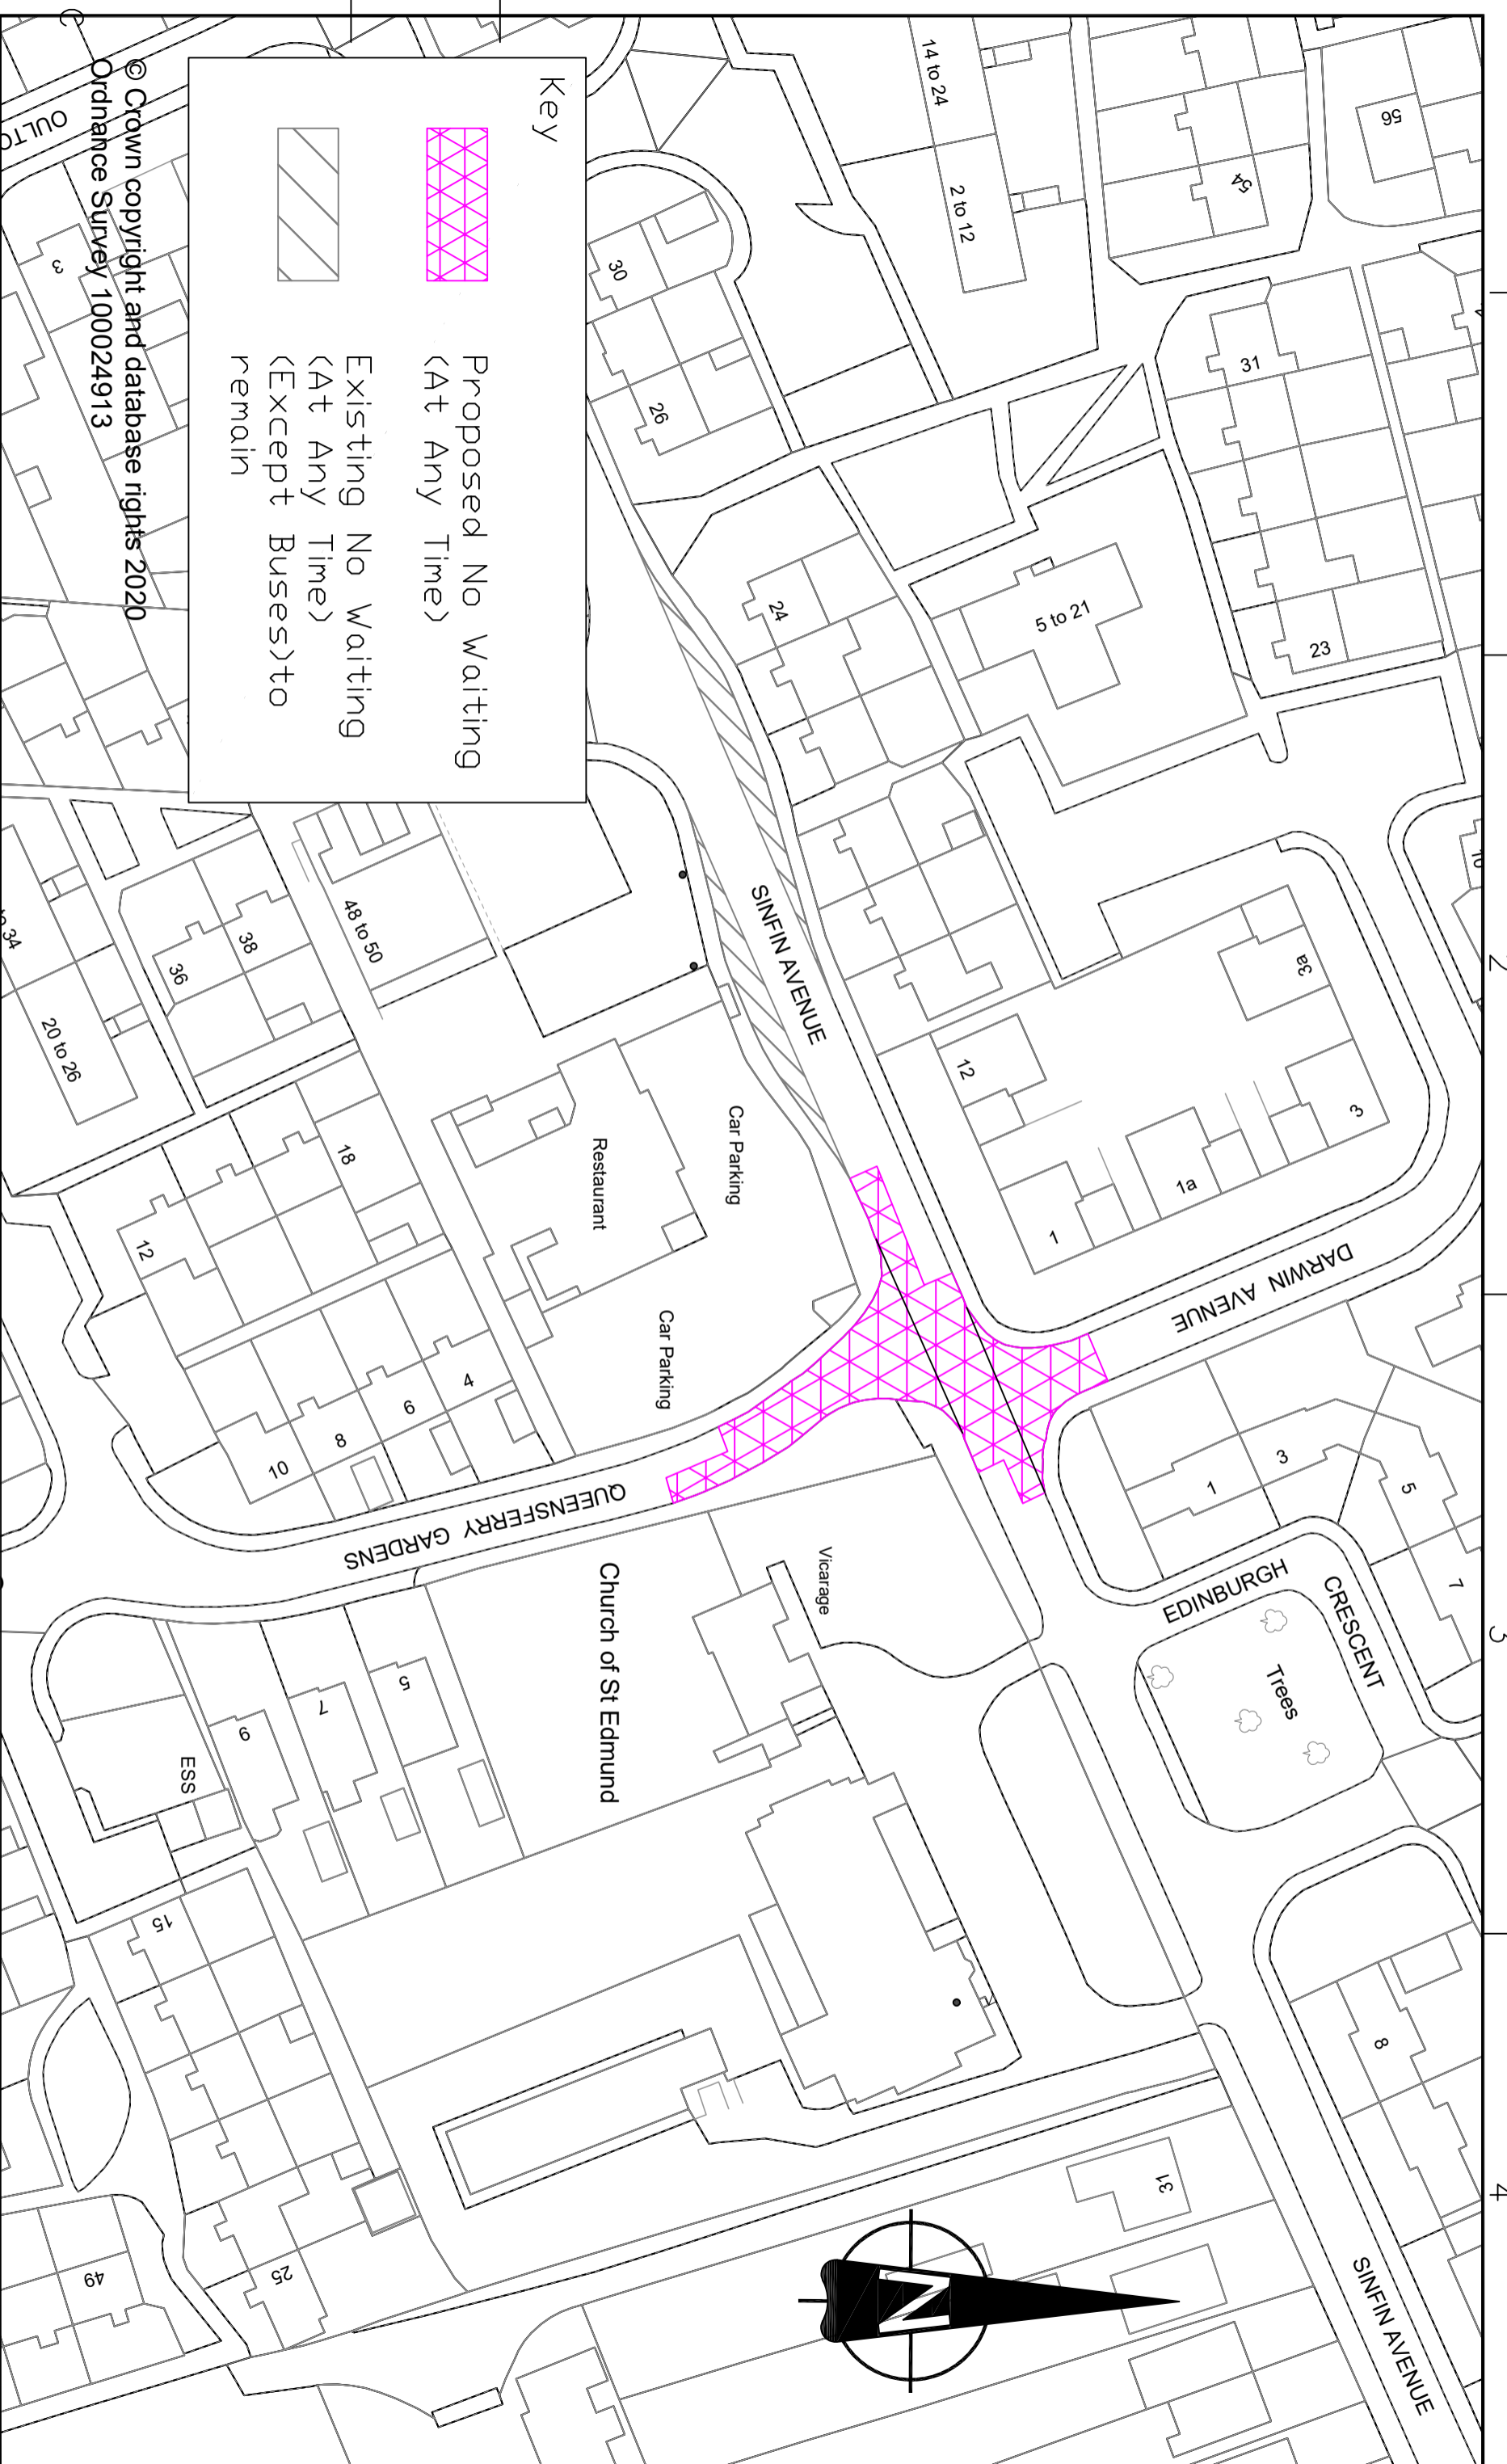 Key
Proposed No Waiting
(At Any Time)
Existing No Waiting
(At Any Time)
(Except Buses)to
remain
© Crown copyright and database rights 2020
Ordnance Survey 100024913
2
3
4
56
54
14 to 24
2 to 12
31
30
26
24
5 to 21
23
3
SINFIN AVENUE
3a
3
12
1a
1
DARWIN AVENUE
48 to 50
38
36
34
20 to 26
Car Parking
Restaurant
Car Parking
18
12
4
6
8
10
QUEENSFERRY GARDENS
1
3
5
7
EDINBURGH
CRESCENT
Trees
Vicarage
Church of St Edmund
5
7
9
ESS
15
25
49
8
31
N
SINFIN AVENUE